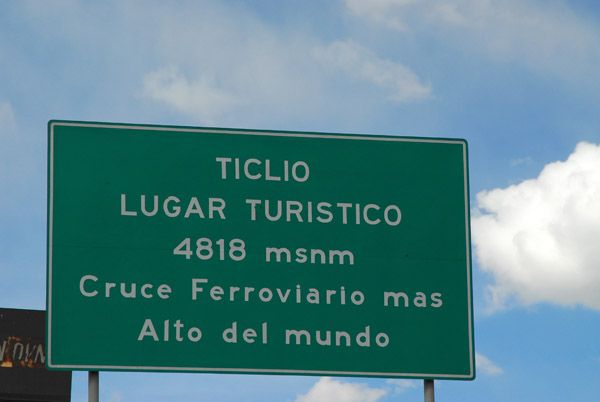 TICLIO
LUGAR TURISTICO
4818 msnm
Cruce Ferroviario mas
Alto del mundo